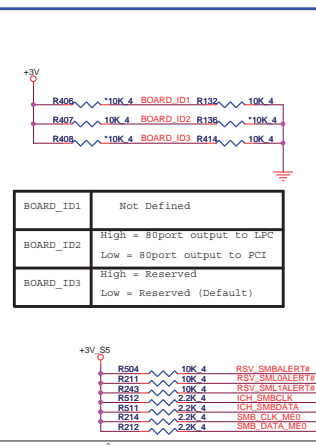 +3V
R406 *10K_4 BOARD_ID1 R132 10K_4
R407 10K_4 BOARD_ID2 R136 *10K_4
R408 *10K_4 BOARD_ID3 R414 10K_4
BOARD_ID1 Not Defined
BOARD_ID2 High = 80port output to LPC
Low = 80port output to PCI
BOARD_ID3 High = Reserved
Low = Reserved (Default)
+3V_S5
R504 10K_4 RSV_SMBALERT#
R211 10K_4 RSV_SML0ALERT#
R243 10K_4 RSV_SML1ALERT#
R512 2.2K_4 ICH_SMBCLK
R511 2.2K_4 ICH_SMBDATA
R214 2.2K_4 SMB_CLK_ME0
R212 2.2K_4 SMB_DATA_ME0